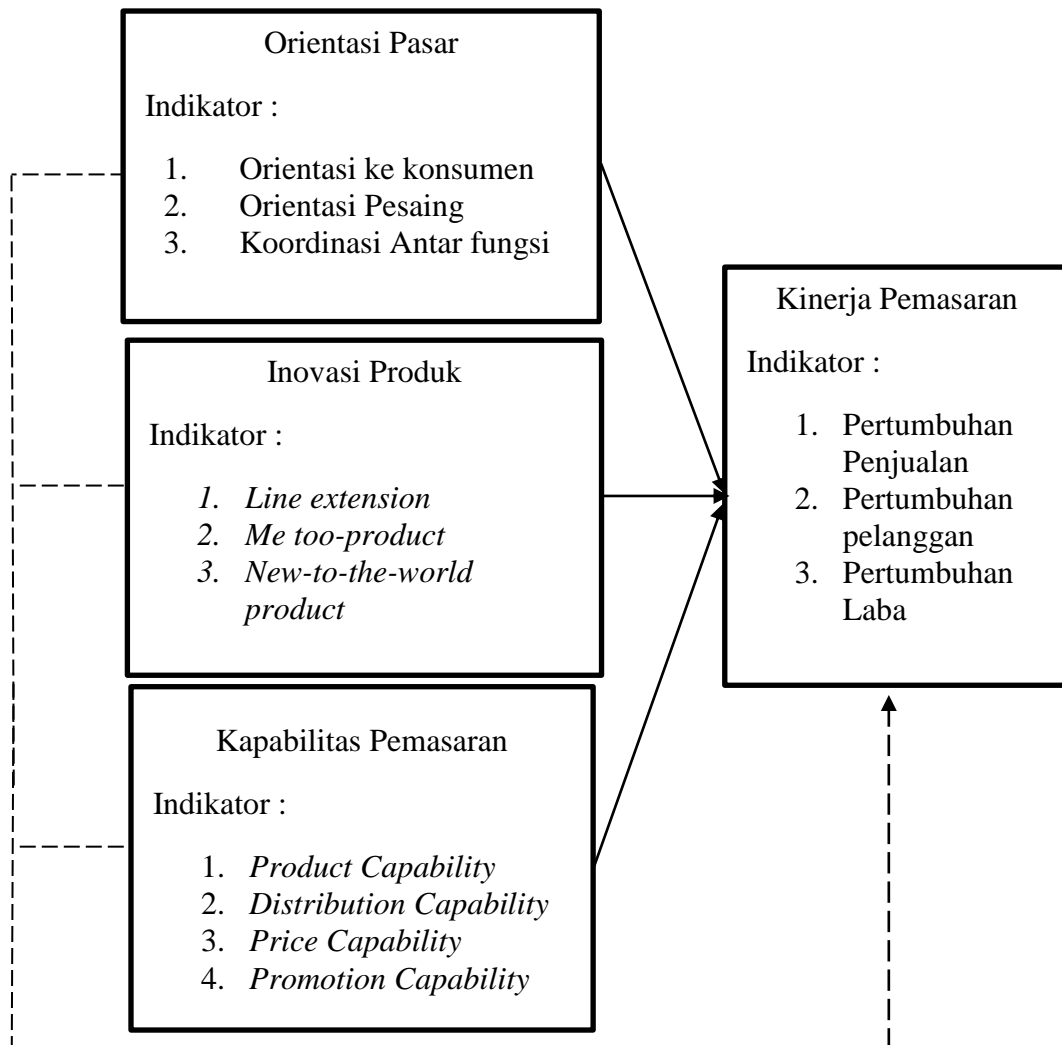 Orientasi Pasar
Indikator :
1. Orientasi ke konsumen
2. Orientasi Pesaing
3. Koordinasi Antar fungsi
Inovasi Produk
Indikator :
1. Line extension
2. Me too-product
3. New-to-the-world
product
Kapabilitas Pemasaran
Indikator :
1. Product Capability
2. Distribution Capability
3. Price Capability
4. Promotion Capability
Kinerja Pemasaran
Indikator :
1. Pertumbuhan
Penjualan
2. Pertumbuhan
pelanggan
3. Pertumbuhan
Laba